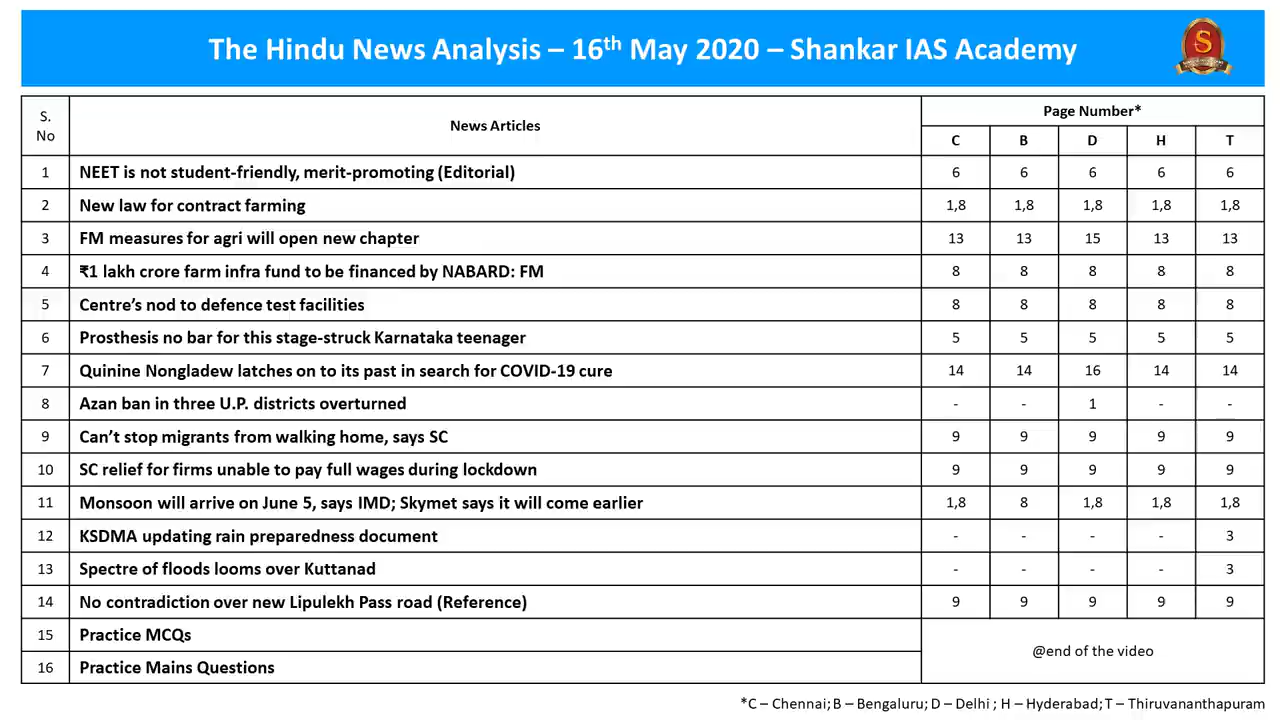 The Hindu News Analysis – 16th May 2020 – Shankar IAS Academy
S
S. No News Articles Page Number*
C B D H T
1 NEET is not student-friendly, merit-promoting (Editorial) 6 6 6 6 6
2 New law for contract farming 1,8 1,8 1,8 1,8 1,8
3 FM measures for agri will open new chapter 13 13 15 13 13
4 ₹1 lakh crore farm infra fund to be financed by NABARD: FM 8 8 8 8 8
5 Centre's nod to defence test facilities 8 8 8 8 8
6 Prosthesis no bar for this stage-struck Karnataka teenager 5 5 5 5 5
7 Quinine Nongladew latches on to its past in search for COVID-19 cure 14 14 16 14 14
8 Azan ban in three U.P. districts overturned - - 1 - -
9 Can't stop migrants from walking home, says SC 9 9 9 9 9
10 SC relief for firms unable to pay full wages during lockdown 9 9 9 9 9
11 Monsoon will arrive on June 5, says IMD; Skymet says it will come earlier 1,8 8 1,8 1,8 1,8
12 KSDMA updating rain preparedness document - - - - 3
13 Spectre of floods looms over Kuttanad - - - - 3
14 No contradiction over new Lipulekh Pass road (Reference) 9 9 9 9 9
15 Practice MCQs
16 Practice Mains Questions
@end of the video
*C – Chennai; B – Bengaluru; D – Delhi ; H – Hyderabad; T – Thiruvananthapuram